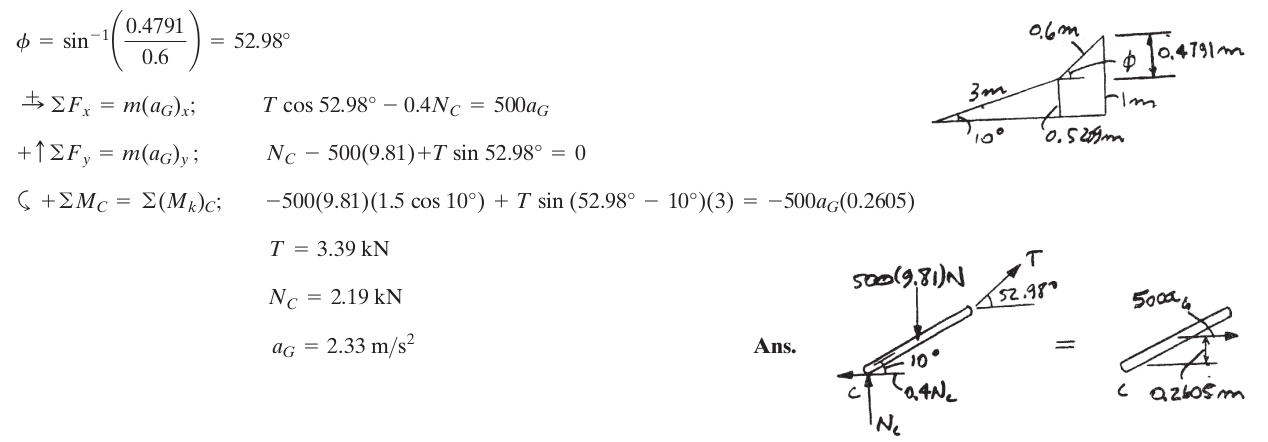 ϕ = sin⁻¹(0.4791/0.6) = 52.98°
0.6m
ϕ
0.4791m
3m
1m
10°
0.5209m
→+ ΣFₓ = m(a_G)ₓ; T cos 52.98° − 0.4N_C = 500a_G
+↑ΣF_y = m(a_G)_y; N_C − 500(9.81)+T sin 52.98° = 0
⤹+ΣM_C = Σ(M_k)_C; −500(9.81)(1.5 cos 10°) + T sin (52.98° − 10°)(3) = −500a_G(0.2605)
T = 3.39 kN
N_C = 2.19 kN
a_G = 2.33 m/s²
Ans.
T
500(9.81)N
52.98°
10°
C
0.4N_C
N_C
=
500a_G
C
0.2605m